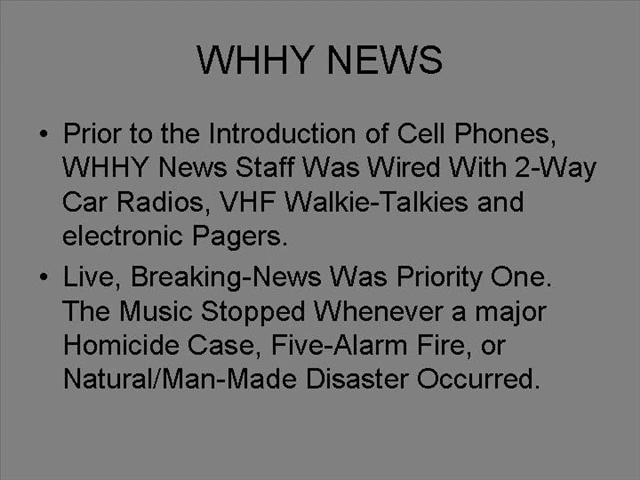 WHHY NEWS
• Prior to the Introduction of Cell Phones,
WHHY News Staff Was Wired With 2-Way
Car Radios, VHF Walkie-Talkies and
electronic Pagers.
• Live, Breaking-News Was Priority One.
The Music Stopped Whenever a major
Homicide Case, Five-Alarm Fire, or
Natural/Man-Made Disaster Occurred.